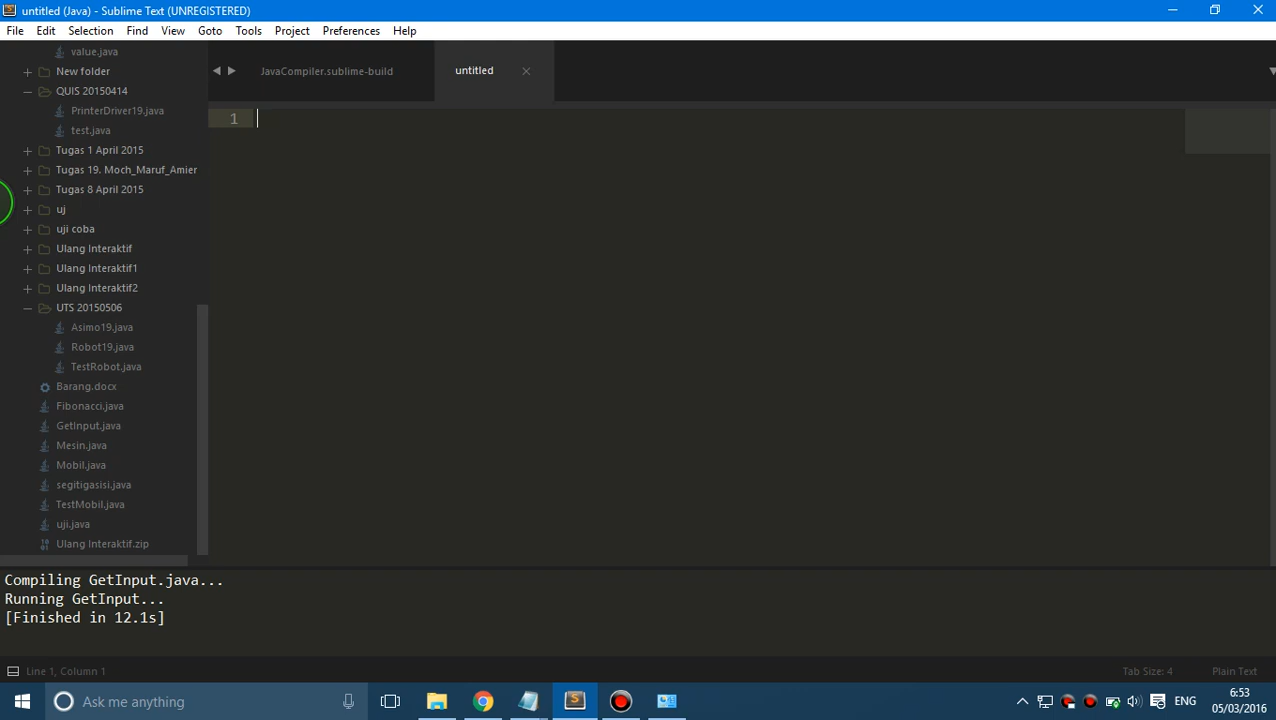 untitled (Java) - Sublime Text (UNREGISTERED)
File Edit Selection Find View Goto Tools Project Preferences Help
value.java
New folder
QUIS 20150414
PrinterDriver19.java
test.java
Tugas 1 April 2015
Tugas 19. Moch_Maruf_Amier
Tugas 8 April 2015
uj
uji coba
Ulang Interaktif
Ulang Interaktif1
Ulang Interaktif2
UTS 20150506
Asimo19.java
Robot19.java
TestRobot.java
Barang.docx
Fibonacci.java
GetInput.java
Mesin.java
Mobil.java
segitigasisi.java
TestMobil.java
uji.java
Ulang Interaktif.zip
JavaCompiler.sublime-build
untitled
1
Compiling GetInput.java...
Running GetInput...
[Finished in 12.1s]
Line 1, Column 1
Tab Size: 4
Plain Text
Ask me anything
ENG
6:53
05/03/2016